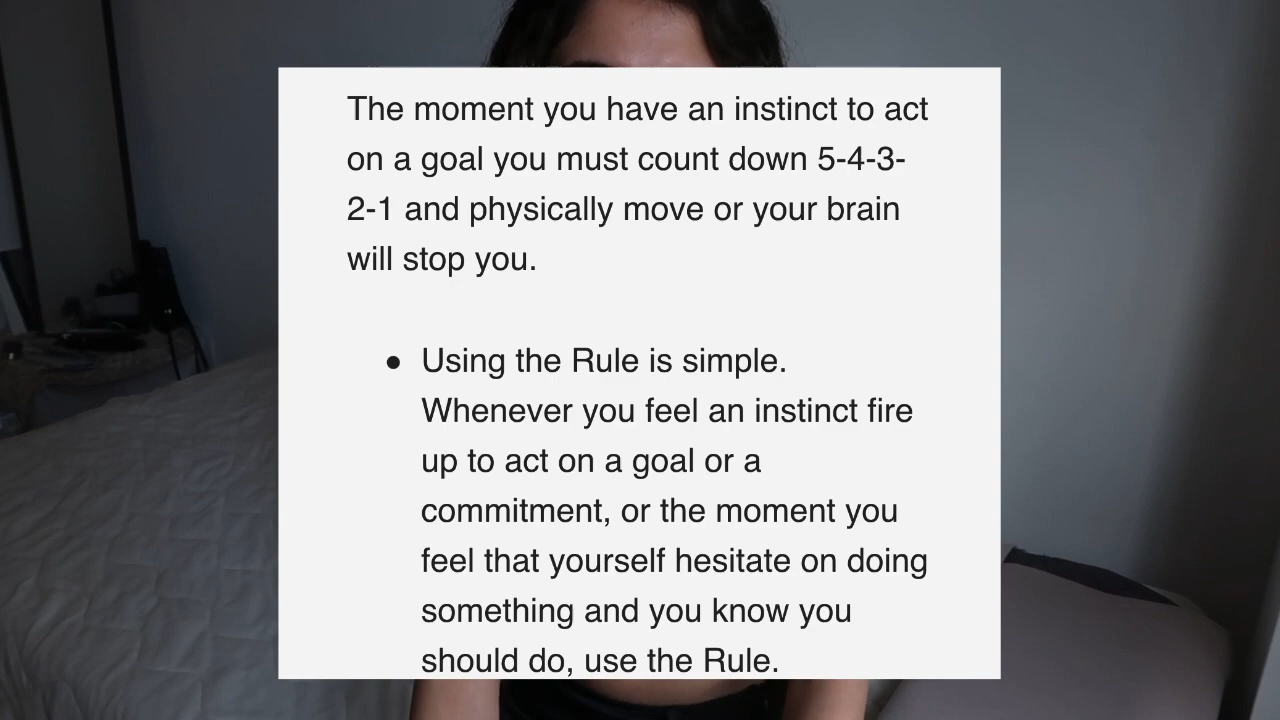 The moment you have an instinct to act
on a goal you must count down 5-4-3-
2-1 and physically move or your brain
will stop you.
● Using the Rule is simple.
Whenever you feel an instinct fire
up to act on a goal or a
commitment, or the moment you
feel that yourself hesitate on doing
something and you know you
should do, use the Rule.